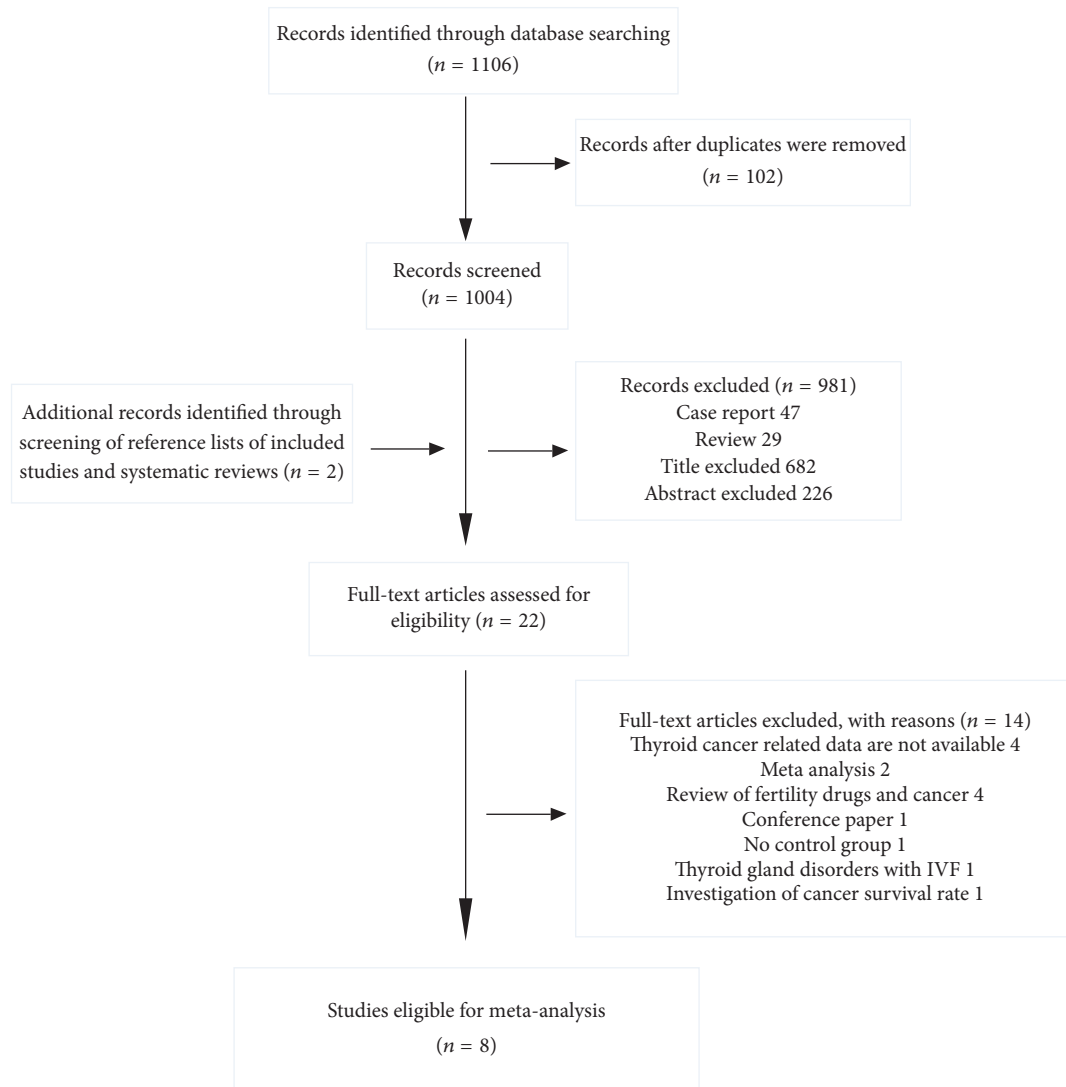 Records identified through database searching
(n = 1106)
Records after duplicates were removed
(n = 102)
Records screened
(n = 1004)
Additional records identified through
screening of reference lists of included
studies and systematic reviews (n = 2)
Records excluded (n = 981)
Case report 47
Review 29
Title excluded 682
Abstract excluded 226
Full-text articles assessed for
eligibility (n = 22)
Full-text articles excluded, with reasons (n = 14)
Thyroid cancer related data are not available 4
Meta analysis 2
Review of fertility drugs and cancer 4
Conference paper 1
No control group 1
Thyroid gland disorders with IVF 1
Investigation of cancer survival rate 1
Studies eligible for meta-analysis
(n = 8)